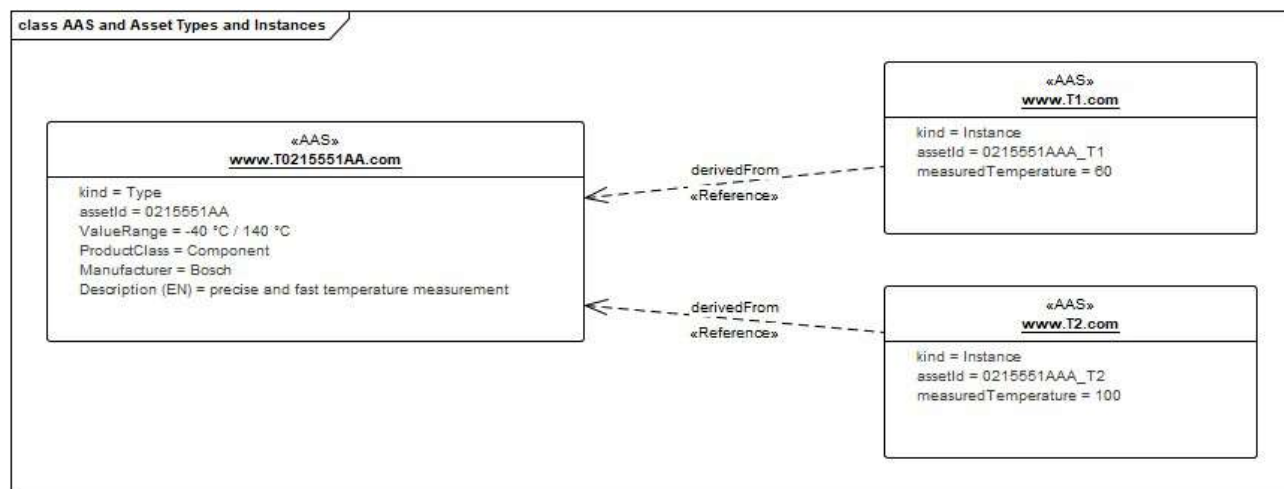 class AAS and Asset Types and Instances
«AAS»
www.T0215551AA.com
kind = Type
assetId = 0215551AA
ValueRange = -40 °C / 140 °C
ProductClass = Component
Manufacturer = Bosch
Description (EN) = precise and fast temperature measurement
derivedFrom
«Reference»
derivedFrom
«Reference»
«AAS»
www.T1.com
kind = Instance
assetId = 0215551AAA_T1
measuredTemperature = 60
«AAS»
www.T2.com
kind = Instance
assetId = 0215551AAA_T2
measuredTemperature = 100